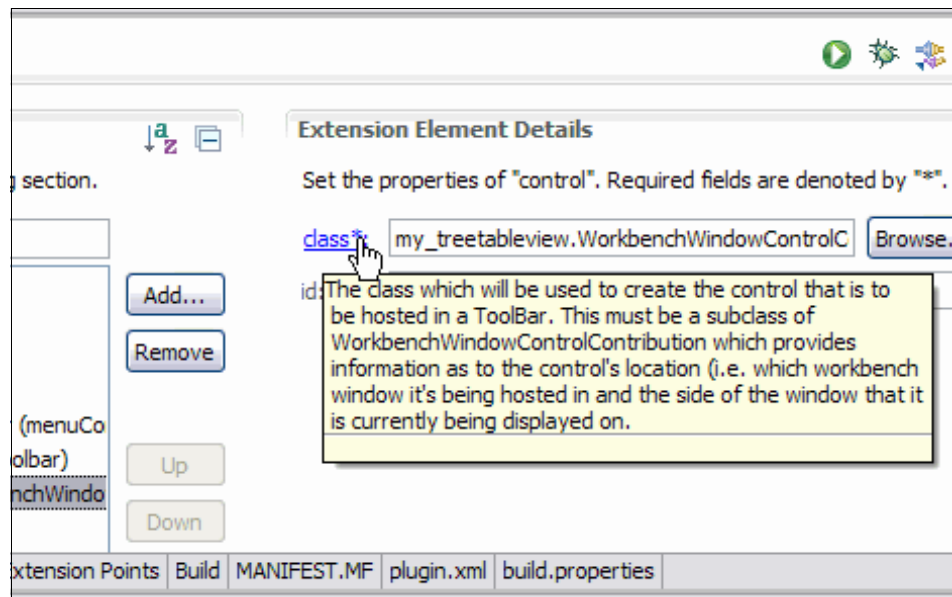 a
z
Extension Element Details
section.
Set the properties of "control". Required fields are denoted by "*".
class*:
my_treetableview.WorkbenchWindowControlC
Browse.
Add...
id:
The class which will be used to create the control that is to
be hosted in a ToolBar. This must be a subclass of
WorkbenchWindowControlContribution which provides
information as to the control's location (i.e. which workbench
window it's being hosted in and the side of the window that it
is currently being displayed on.
Remove
(menuCo
olbar)
nchWindo
Up
Down
xtension Points
Build
MANIFEST.MF
plugin.xml
build.properties